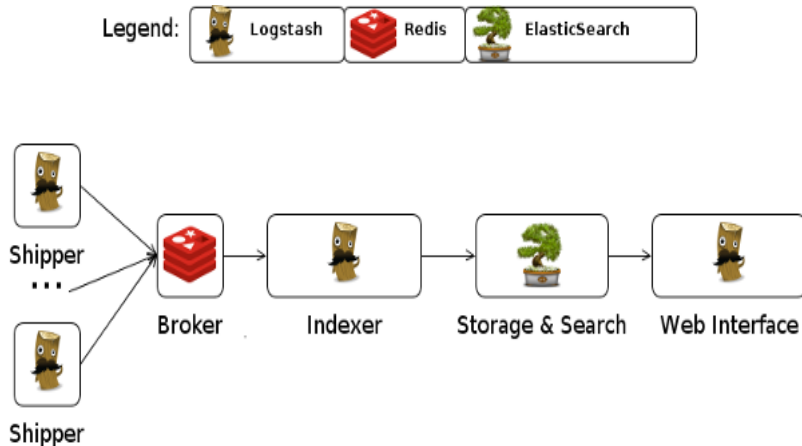 Legend: Logstash Redis ElasticSearch
Shipper
...
Broker Indexer Storage & Search Web Interface
Shipper